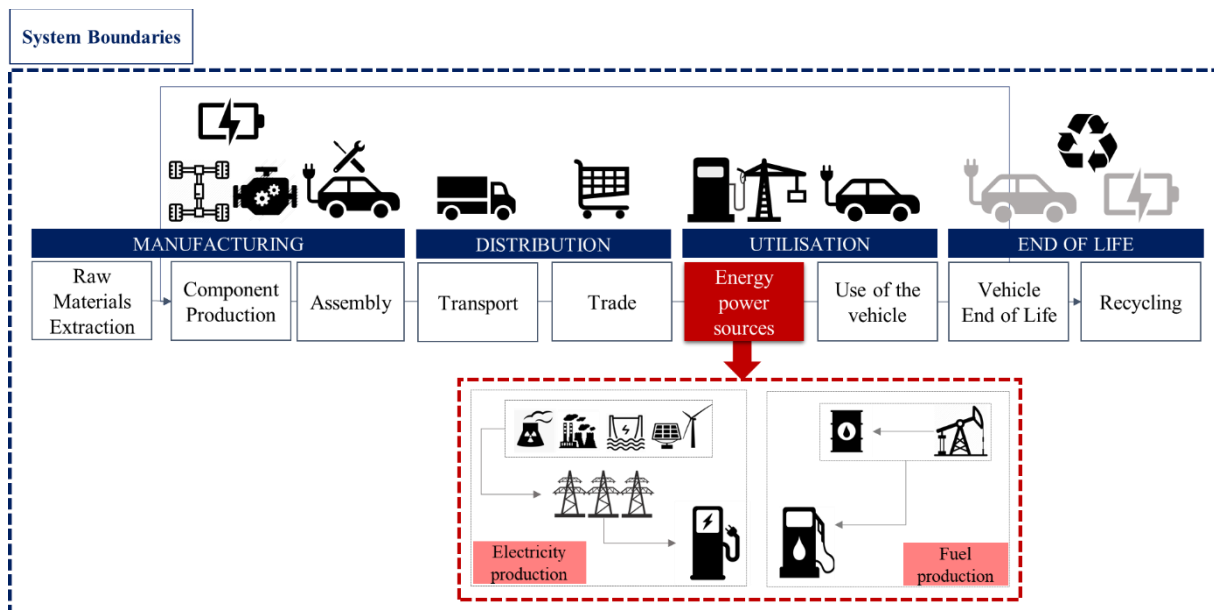 System Boundaries
MANUFACTURING
DISTRIBUTION
UTILISATION
END OF LIFE
Raw
Materials
Extraction
Component
Production
Assembly
Transport
Trade
Energy
power
sources
Use of the
vehicle
Vehicle
End of Life
Recycling
Electricity
production
Fuel
production